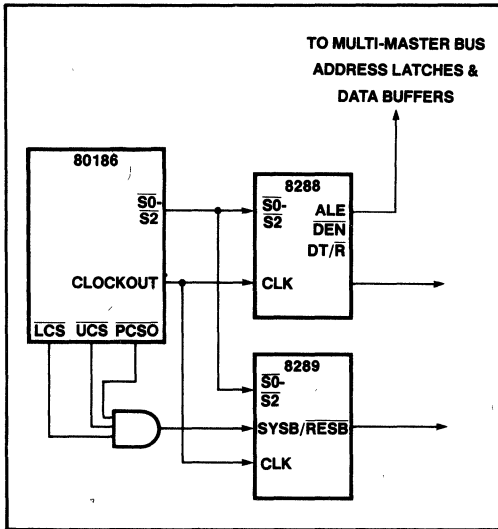 TO MULTI-MASTER BUS
ADDRESS LATCHES &
DATA BUFFERS
80186
S0-
S2
CLOCKOUT
LCS UCS PCSO
8288
S0-
S2
ALE
DEN
DT/R
CLK
8289
S0-
S2
SYSB/RESB
CLK